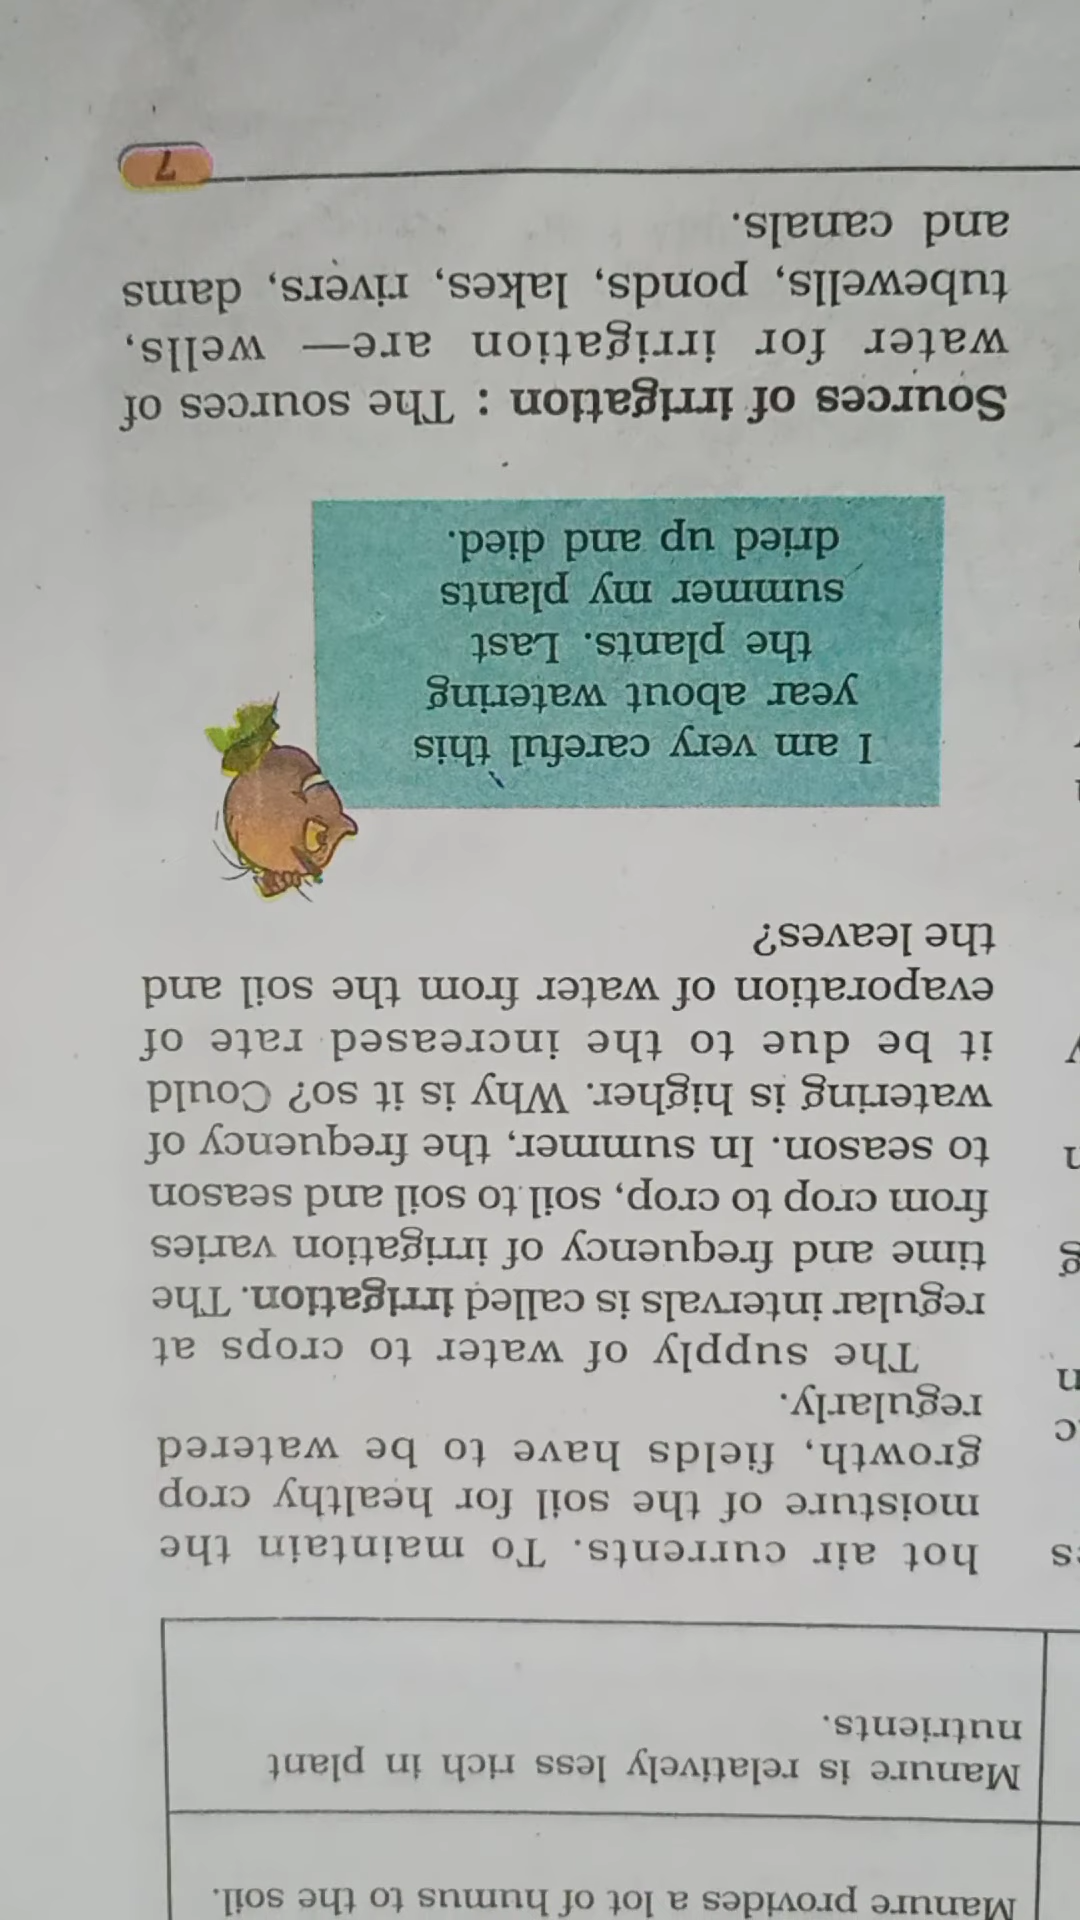 Manure provides a lot of humus to the soil.
Manure is relatively less rich in plant
nutrients.
hot air currents. To maintain the
moisture of the soil for healthy crop
growth, fields have to be watered
regularly.
The supply of water to crops at
regular intervals is called irrigation. The
time and frequency of irrigation varies
from crop to crop, soil to soil and season
to season. In summer, the frequency of
watering is higher. Why is it so? Could
it be due to the increased rate of
evaporation of water from the soil and
the leaves?
I am very careful this
year about watering
the plants. Last
summer my plants
dried up and died.
Sources of irrigation : The sources of
water for irrigation are— wells,
tubewells, ponds, lakes, rivers, dams
and canals.
7